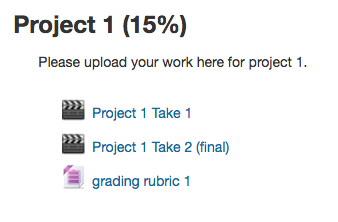 Project 1 (15%)
Please upload your work here for project 1.
Project 1 Take 1
Project 1 Take 2 (final)
grading rubric 1